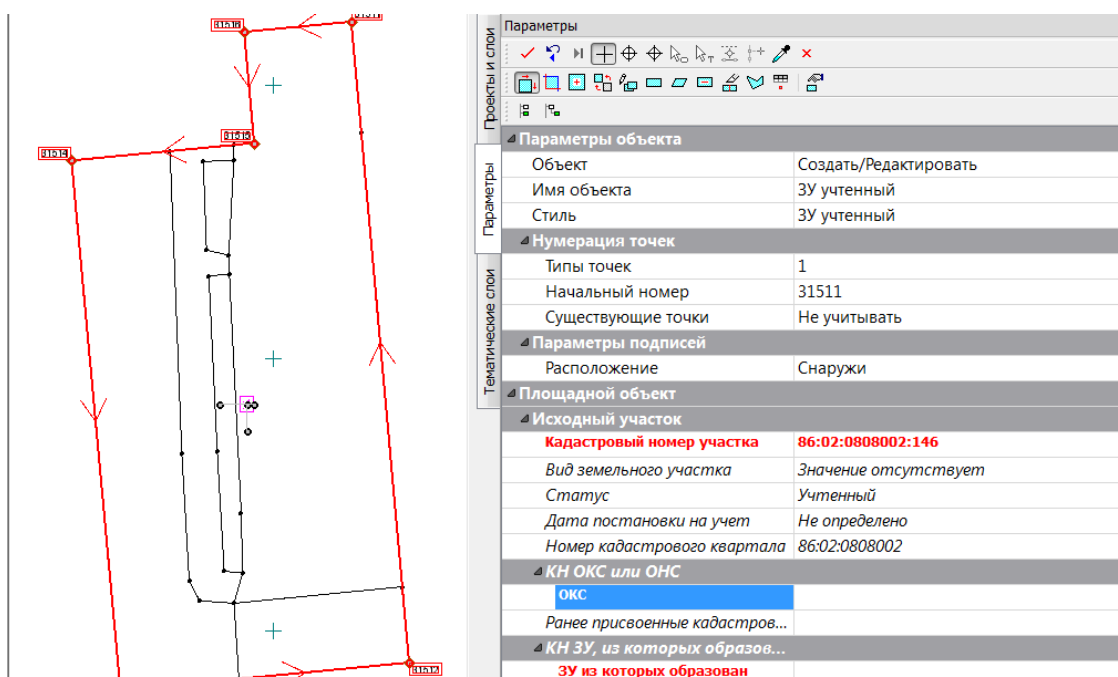 31516
31515
31514
31512
Проекты и слои
Параметры
Тематические слои
Параметры
Параметры объекта
Объект Создать/Редактировать
Имя объекта ЗУ учтенный
Стиль ЗУ учтенный
Нумерация точек
Типы точек 1
Начальный номер 31511
Существующие точки Не учитывать
Параметры подписей
Расположение Снаружи
Площадной объект
Исходный участок
Кадастровый номер участка 86:02:0808002:146
Вид земельного участка Значение отсутствует
Статус Учтенный
Дата постановки на учет Не определено
Номер кадастрового квартала 86:02:0808002
КН ОКС или ОНС
ОКС
Ранее присвоенные кадастров...
КН ЗУ, из которых образов...
ЗУ из которых образован